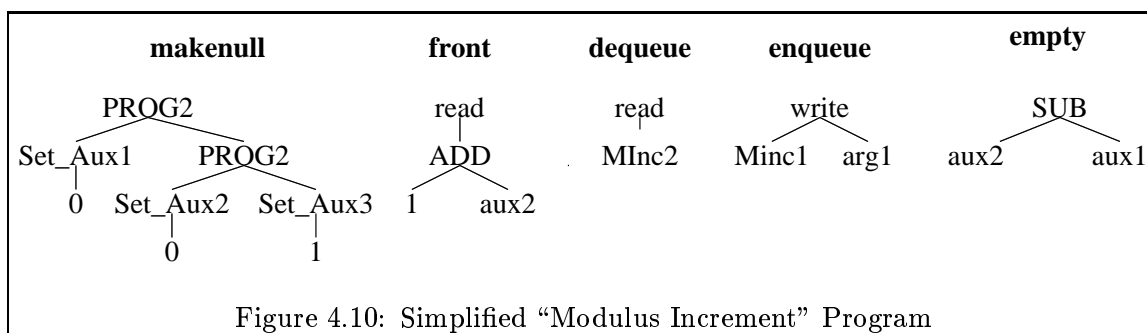 makenull front dequeue enqueue empty
PROG2 read read write SUB
Set_Aux1 PROG2 ADD MInc2 Minc1 arg1 aux2 aux1
0 Set_Aux2 Set_Aux3 1 aux2
0 1
Figure 4.10: Simplified “Modulus Increment” Program